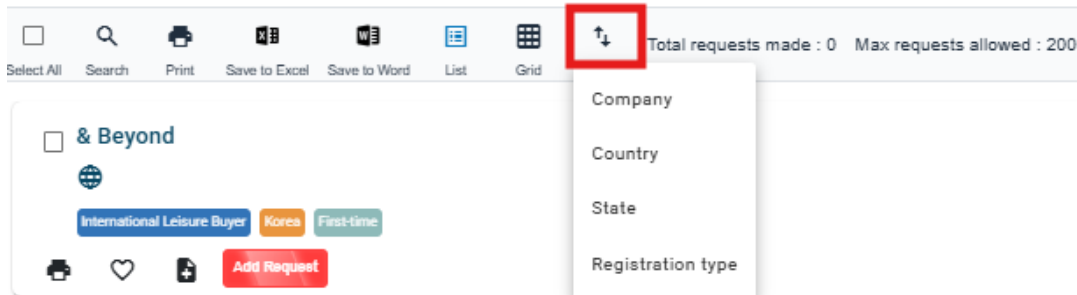 Total requests made : 0 Max requests allowed : 200
Select All Search Print Save to Excel Save to Word List Grid
Company
& Beyond
Country
State
International Leisure Buyer Korea First-time
Registration type
Add Request